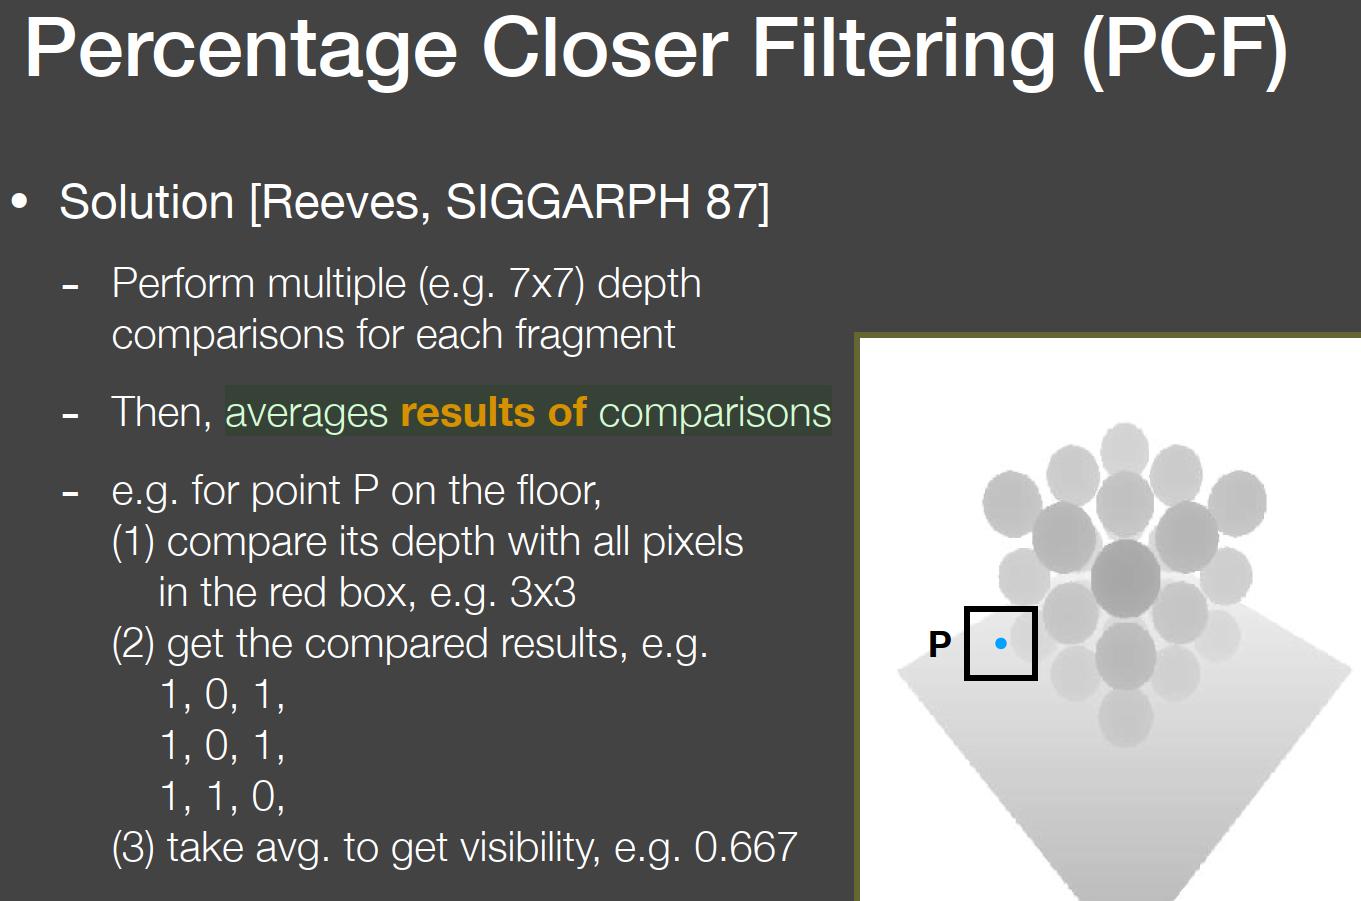 Percentage Closer Filtering (PCF)
• Solution [Reeves, SIGGARPH 87]
- Perform multiple (e.g. 7x7) depth
comparisons for each fragment
- Then, averages results of comparisons
- e.g. for point P on the floor,
(1) compare its depth with all pixels
in the red box, e.g. 3x3
(2) get the compared results, e.g.
1, 0, 1,
1, 0, 1,
1, 1, 0,
(3) take avg. to get visibility, e.g. 0.667
P